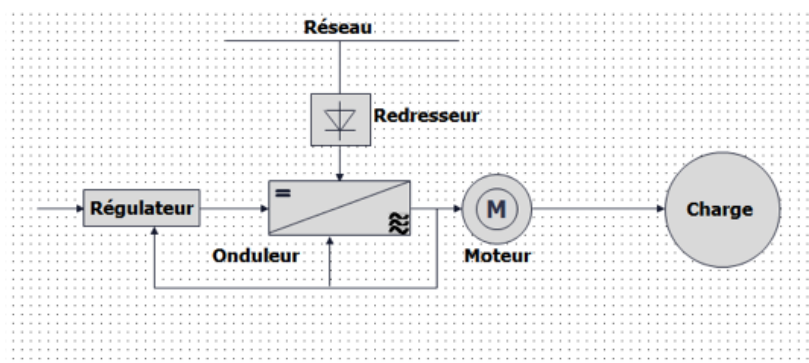 Réseau
Redresseur
Régulateur
M
Charge
Onduleur
Moteur